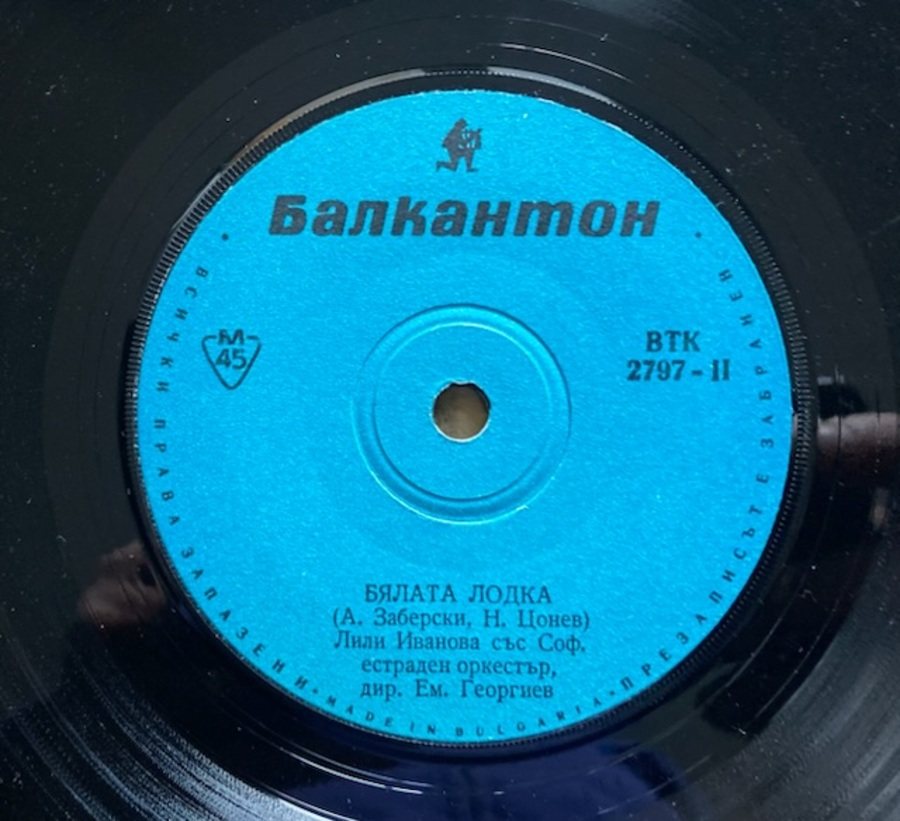 Балкантон
М
45
ВТК
2797-II
БЯЛАТА ЛОДКА
(А. Заберски, Н. Цонев)
Лили Иванова със Соф.
естраден оркестър,
дир. Ем. Георгиев
ВСИЧКИ ПРАВА ЗАПАЗЕНИ • MADE IN BULGARIA • ПРЕЗАПИСЪТ Е ЗАБРАНЕН